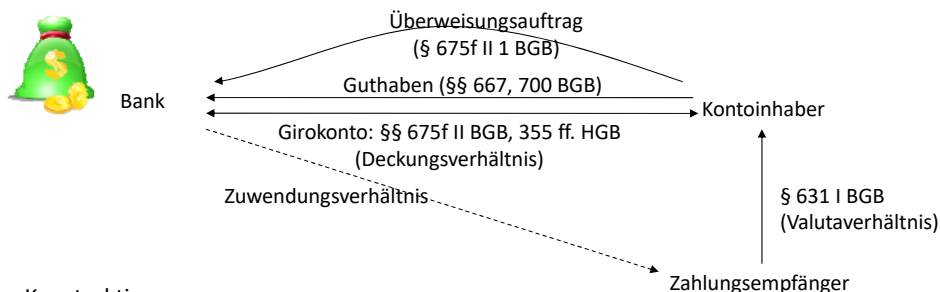 Überweisungsauftrag
(§ 675f II 1 BGB)
Guthaben (§§ 667, 700 BGB)
Bank
Kontoinhaber
Girokonto: §§ 675f II BGB, 355 ff. HGB
(Deckungsverhältnis)
Zuwendungsverhältnis
§ 631 I BGB
(Valutaverhältnis)
Zahlungsempfänger